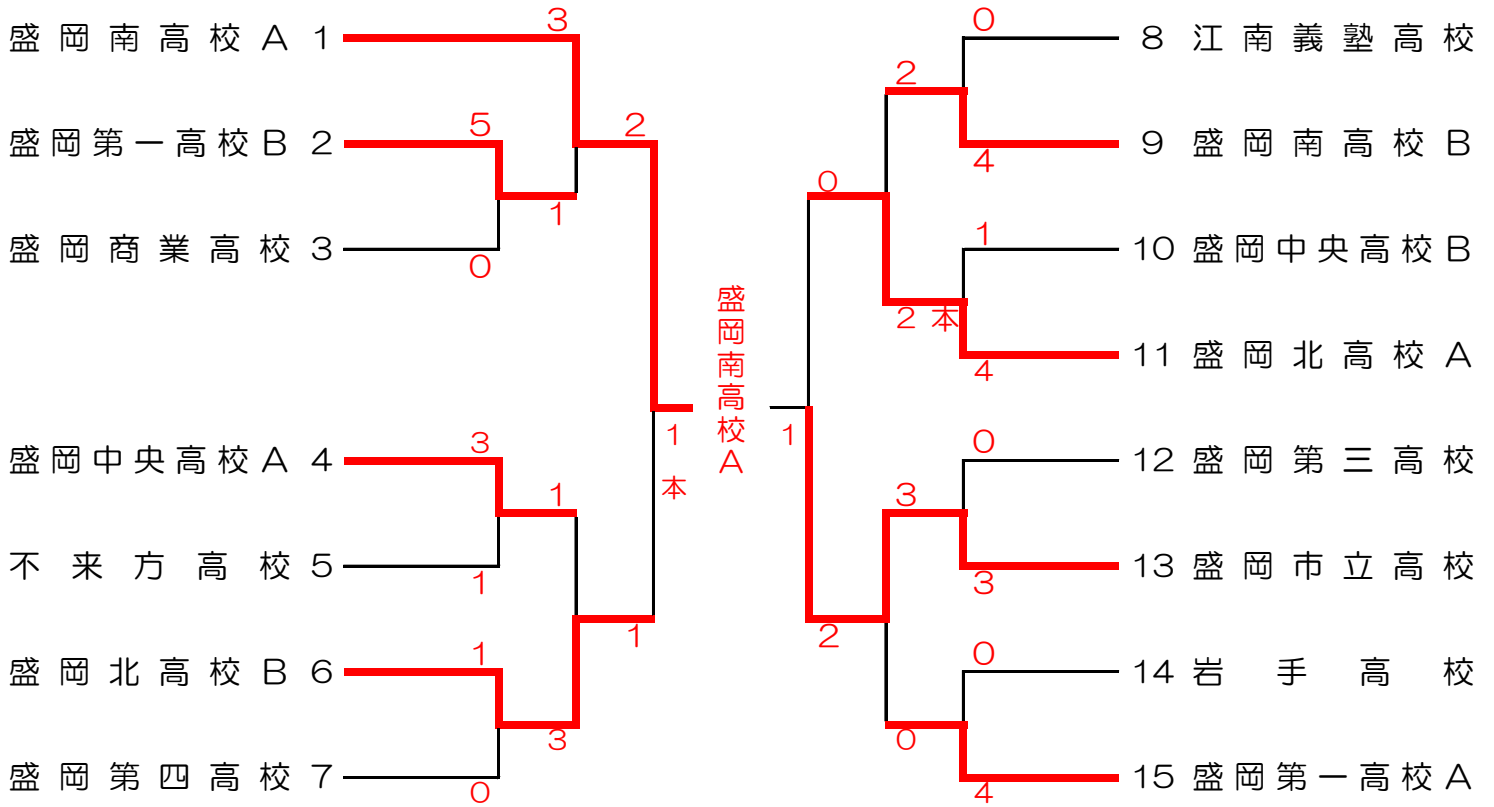 盛岡南高校A 1
3
盛岡第一高校B 2
5
2
1
盛岡商業高校 3
0
盛岡中央高校A 4
3
1
不来方高校 5
1
1
盛岡北高校B 6
1
3
盛岡第四高校 7
0
1
本
盛岡南高校A
1
0
8 江南義塾高校
2
9 盛岡南高校B
4
0
1
10 盛岡中央高校B
2本
11 盛岡北高校A
4
0
12 盛岡第三高校
3
13 盛岡市立高校
3
2
0
14 岩手高校
0
15 盛岡第一高校A
4